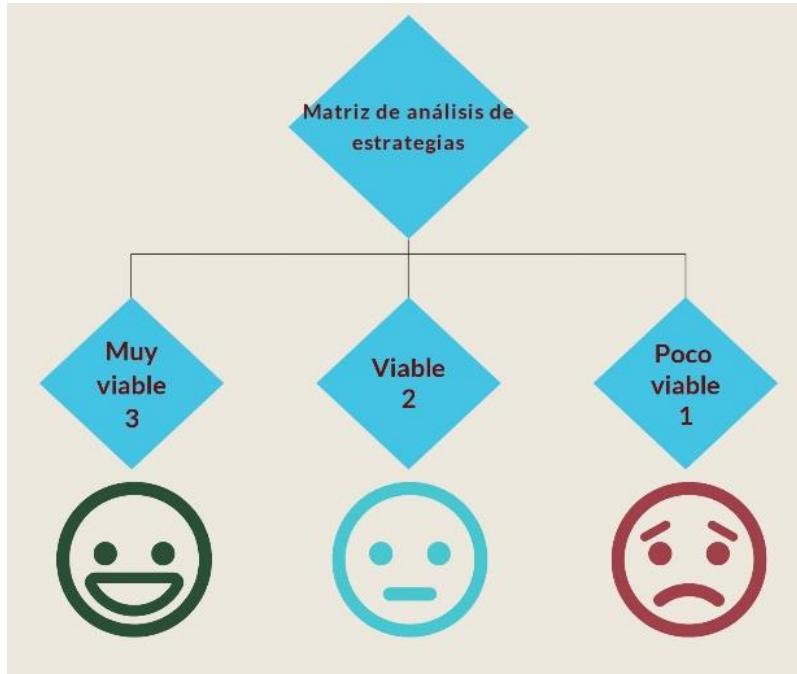 Matriz de análisis de
estrategias
Muy
viable
3
Viable
2
Poco
viable
1